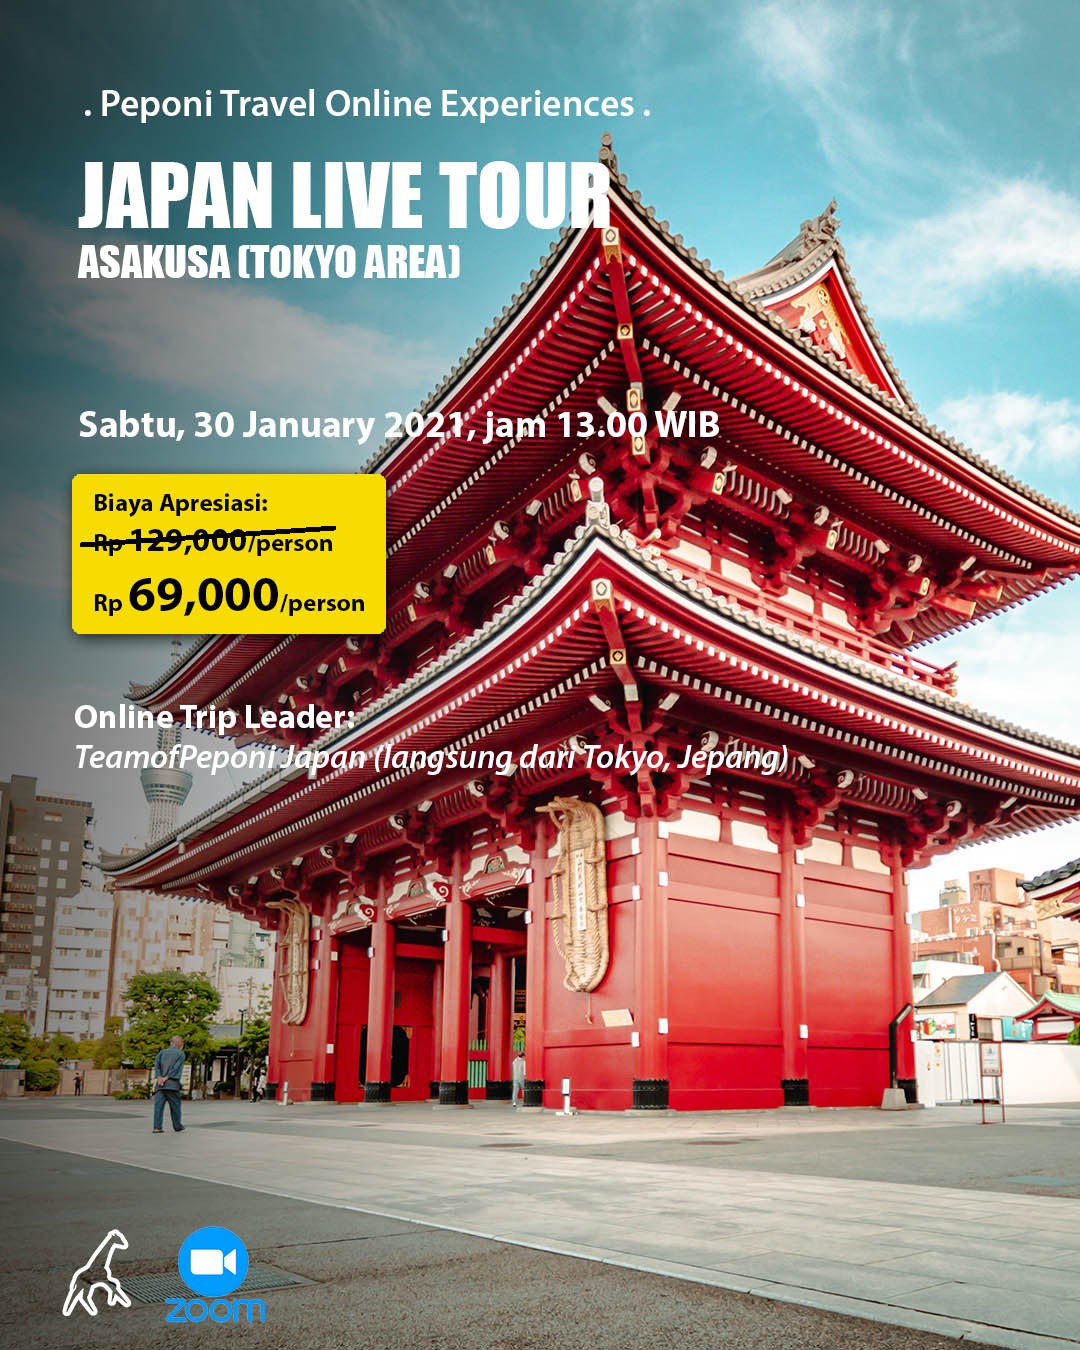 . Peponi Travel Online Experiences .
JAPAN LIVE TOUR
ASAKUSA (TOKYO AREA)
Sabtu, 30 January 2021, jam 13.00 WIB
Biaya Apresiasi:
Rp 129,000/person
Rp 69,000/person
Online Trip Leader:
TeamofPeponi Japan (langsung dari Tokyo, Jepang)
zoom